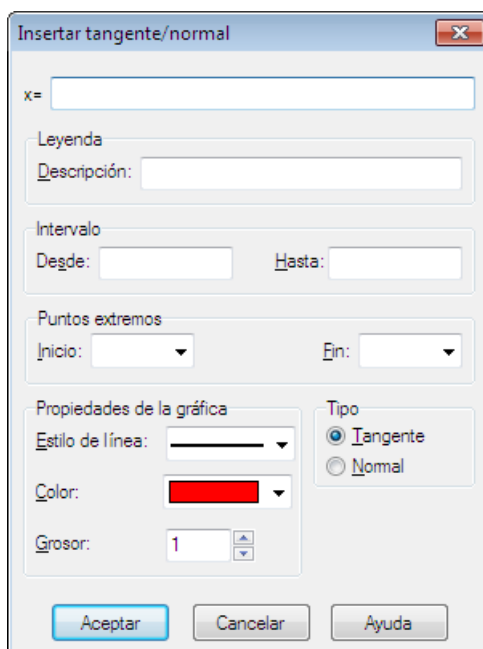 Insertar tangente/normal
x=
Leyenda
Descripción:
Intervalo
Desde: Hasta:
Puntos extremos
Inicio: Fin:
Propiedades de la gráfica
Estilo de línea:
Color:
Grosor: 1
Tipo
Tangente
Normal
Aceptar Cancelar Ayuda